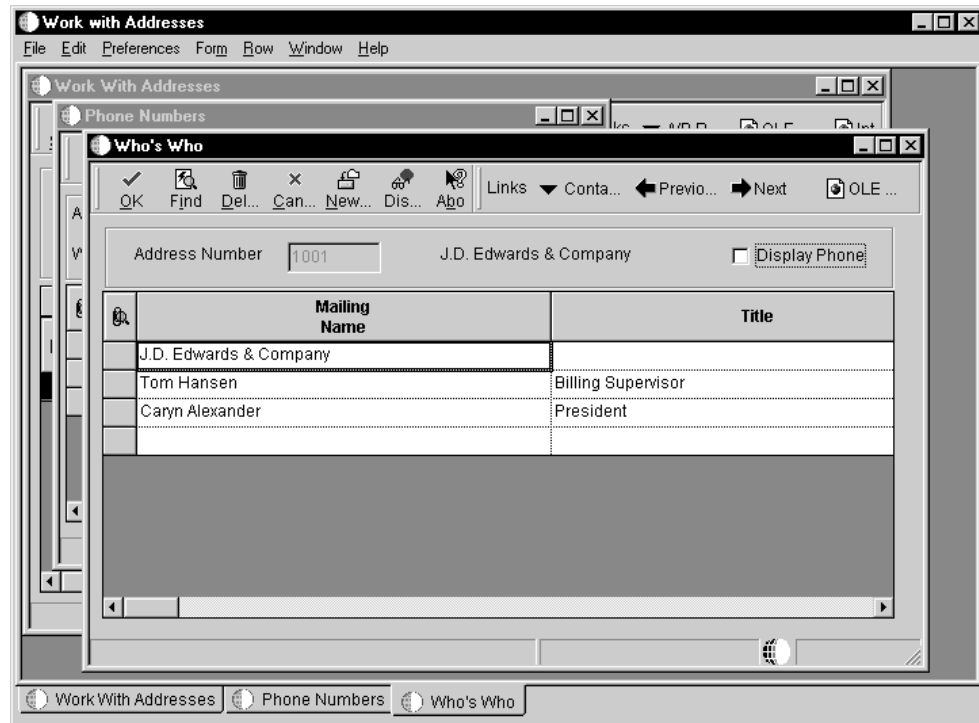 Work with Addresses
File Edit Preferences Form Row Window Help
Work With Addresses
Phone Numbers
Who's Who
OK Find Del... Can... New... Dis... Abo Links Conta... Previo... Next OLE ...
Address Number 1001 J.D. Edwards & Company Display Phone
Mailing
Name
Title
J.D. Edwards & Company
Tom Hansen Billing Supervisor
Caryn Alexander President
Work With Addresses Phone Numbers Who's Who